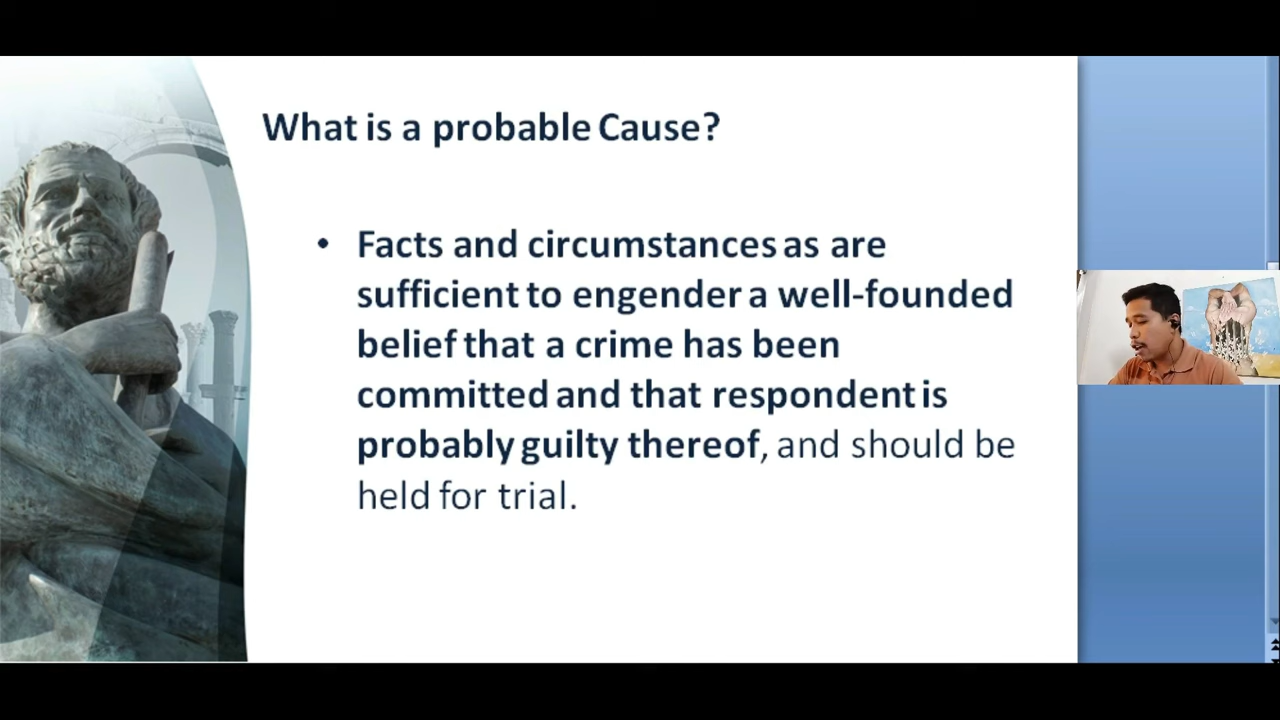 What is a probable Cause?
• Facts and circumstances as are
sufficient to engender a well-founded
belief that a crime has been
committed and that respondent is
probably guilty thereof, and should be
held for trial.